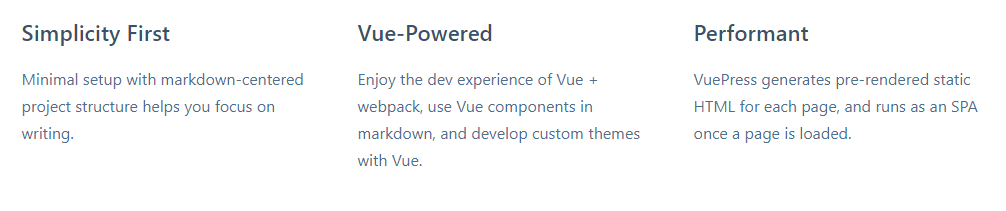 Simplicity First
Minimal setup with markdown-centered
project structure helps you focus on
writing.
Vue-Powered
Enjoy the dev experience of Vue +
webpack, use Vue components in
markdown, and develop custom themes
with Vue.
Performant
VuePress generates pre-rendered static
HTML for each page, and runs as an SPA
once a page is loaded.